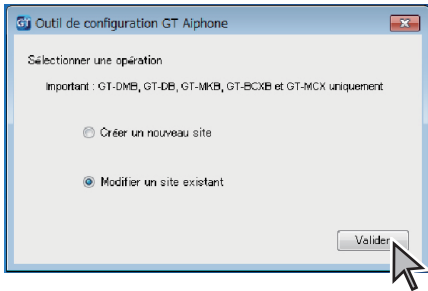 Outil de configuration GT Aiphone
Sélectionner une opération
Important : GT-DMB, GT-DB, GT-MKB, GT-BCXB et GT-MCX uniquement
Créer un nouveau site
Modifier un site existant
Valider